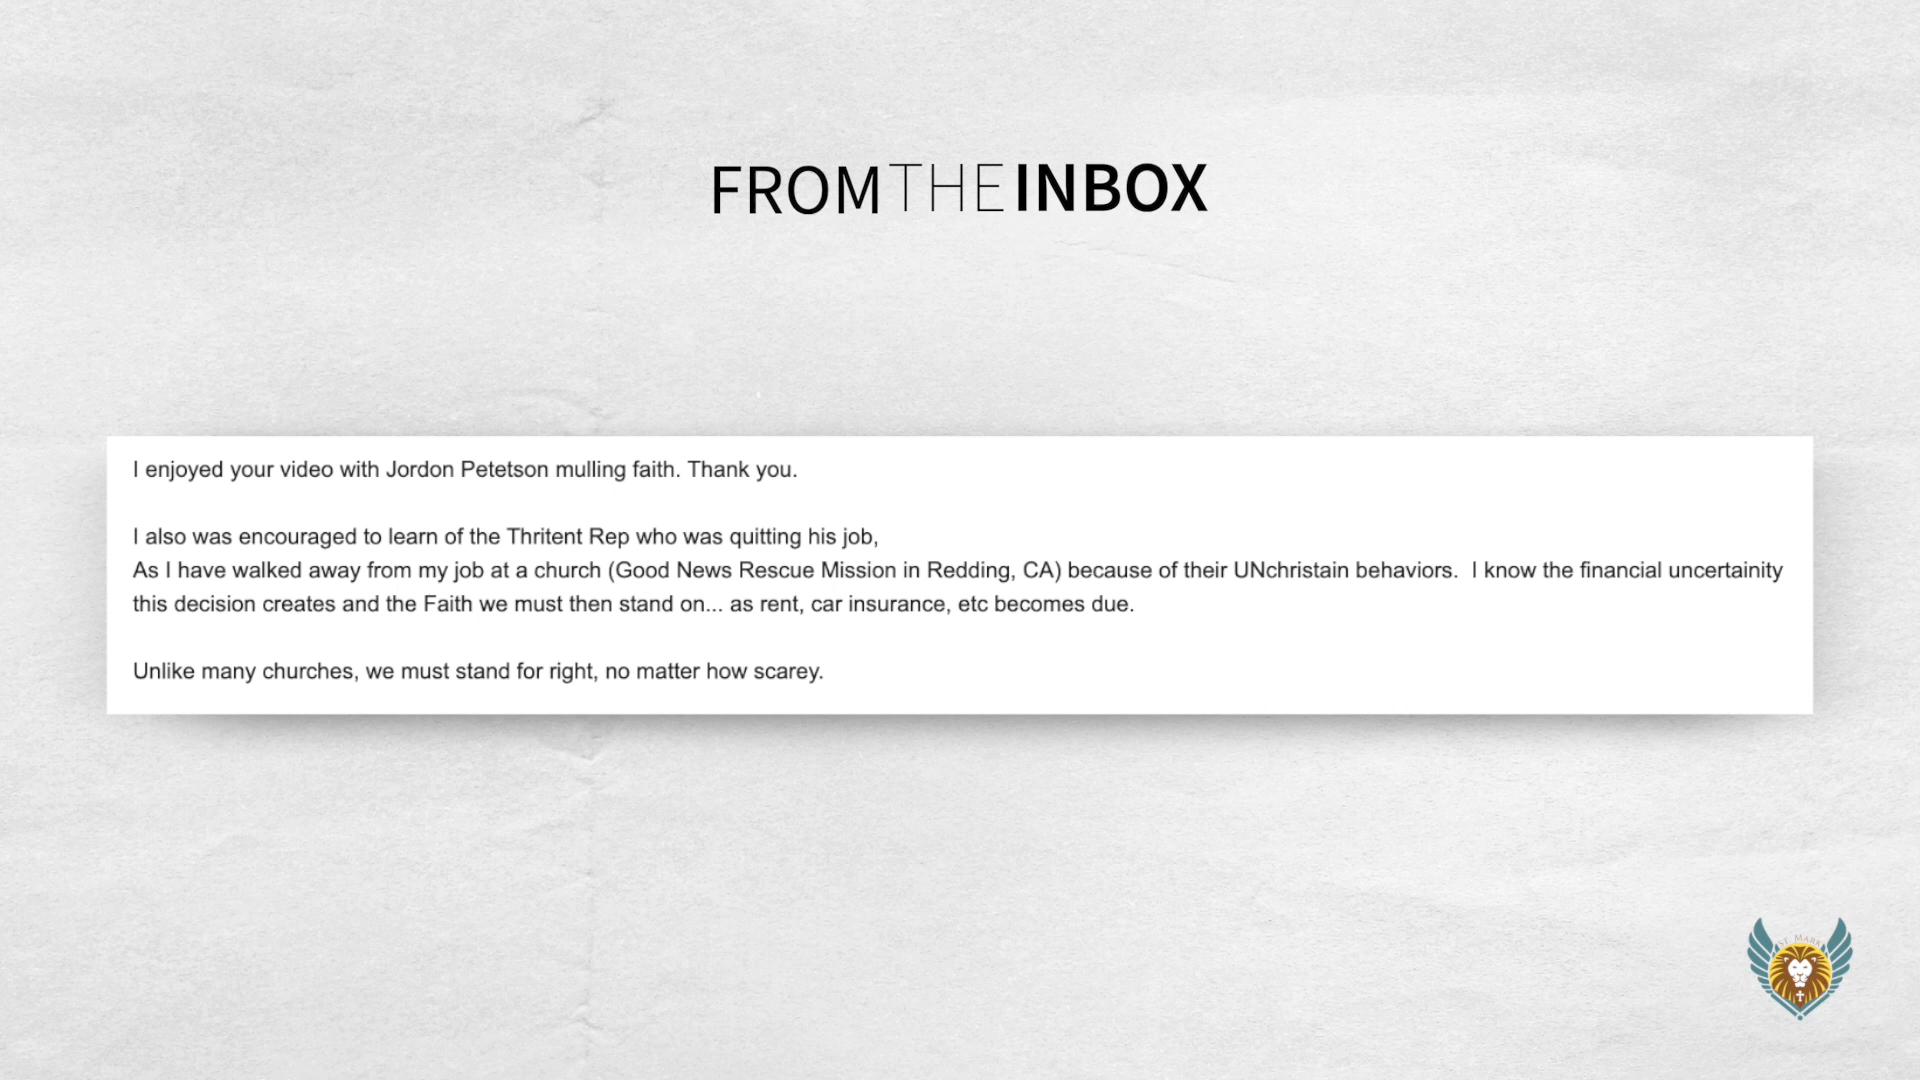 FROM THE INBOX
I enjoyed your video with Jordon Petetson mulling faith. Thank you.
I also was encouraged to learn of the Thritent Rep who was quitting his job,
As I have walked away from my job at a church (Good News Rescue Mission in Redding, CA) because of their UNchristain behaviors.  I know the financial uncertainity
this decision creates and the Faith we must then stand on... as rent, car insurance, etc becomes due.
Unlike many churches, we must stand for right, no matter how scarey.
ST. MARK